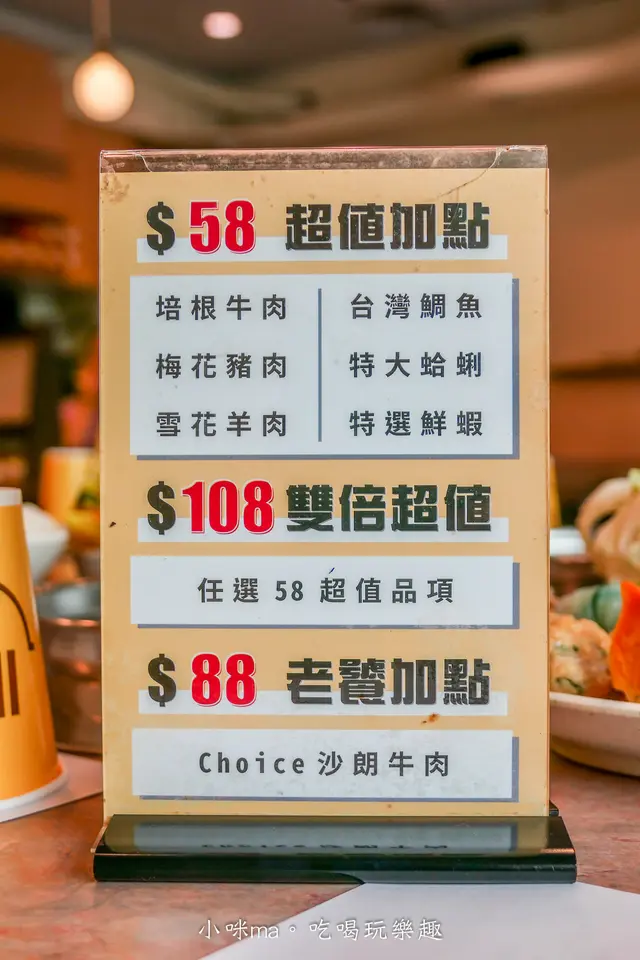 $58 超值加點
培根牛肉
梅花豬肉
雪花羊肉
台灣鯛魚
特大蛤蜊
特選鮮蝦
$108 雙倍超值
任選 58 超值品項
$88 老饕加點
Choice 沙朗牛肉
小咪ma。吃喝玩樂趣